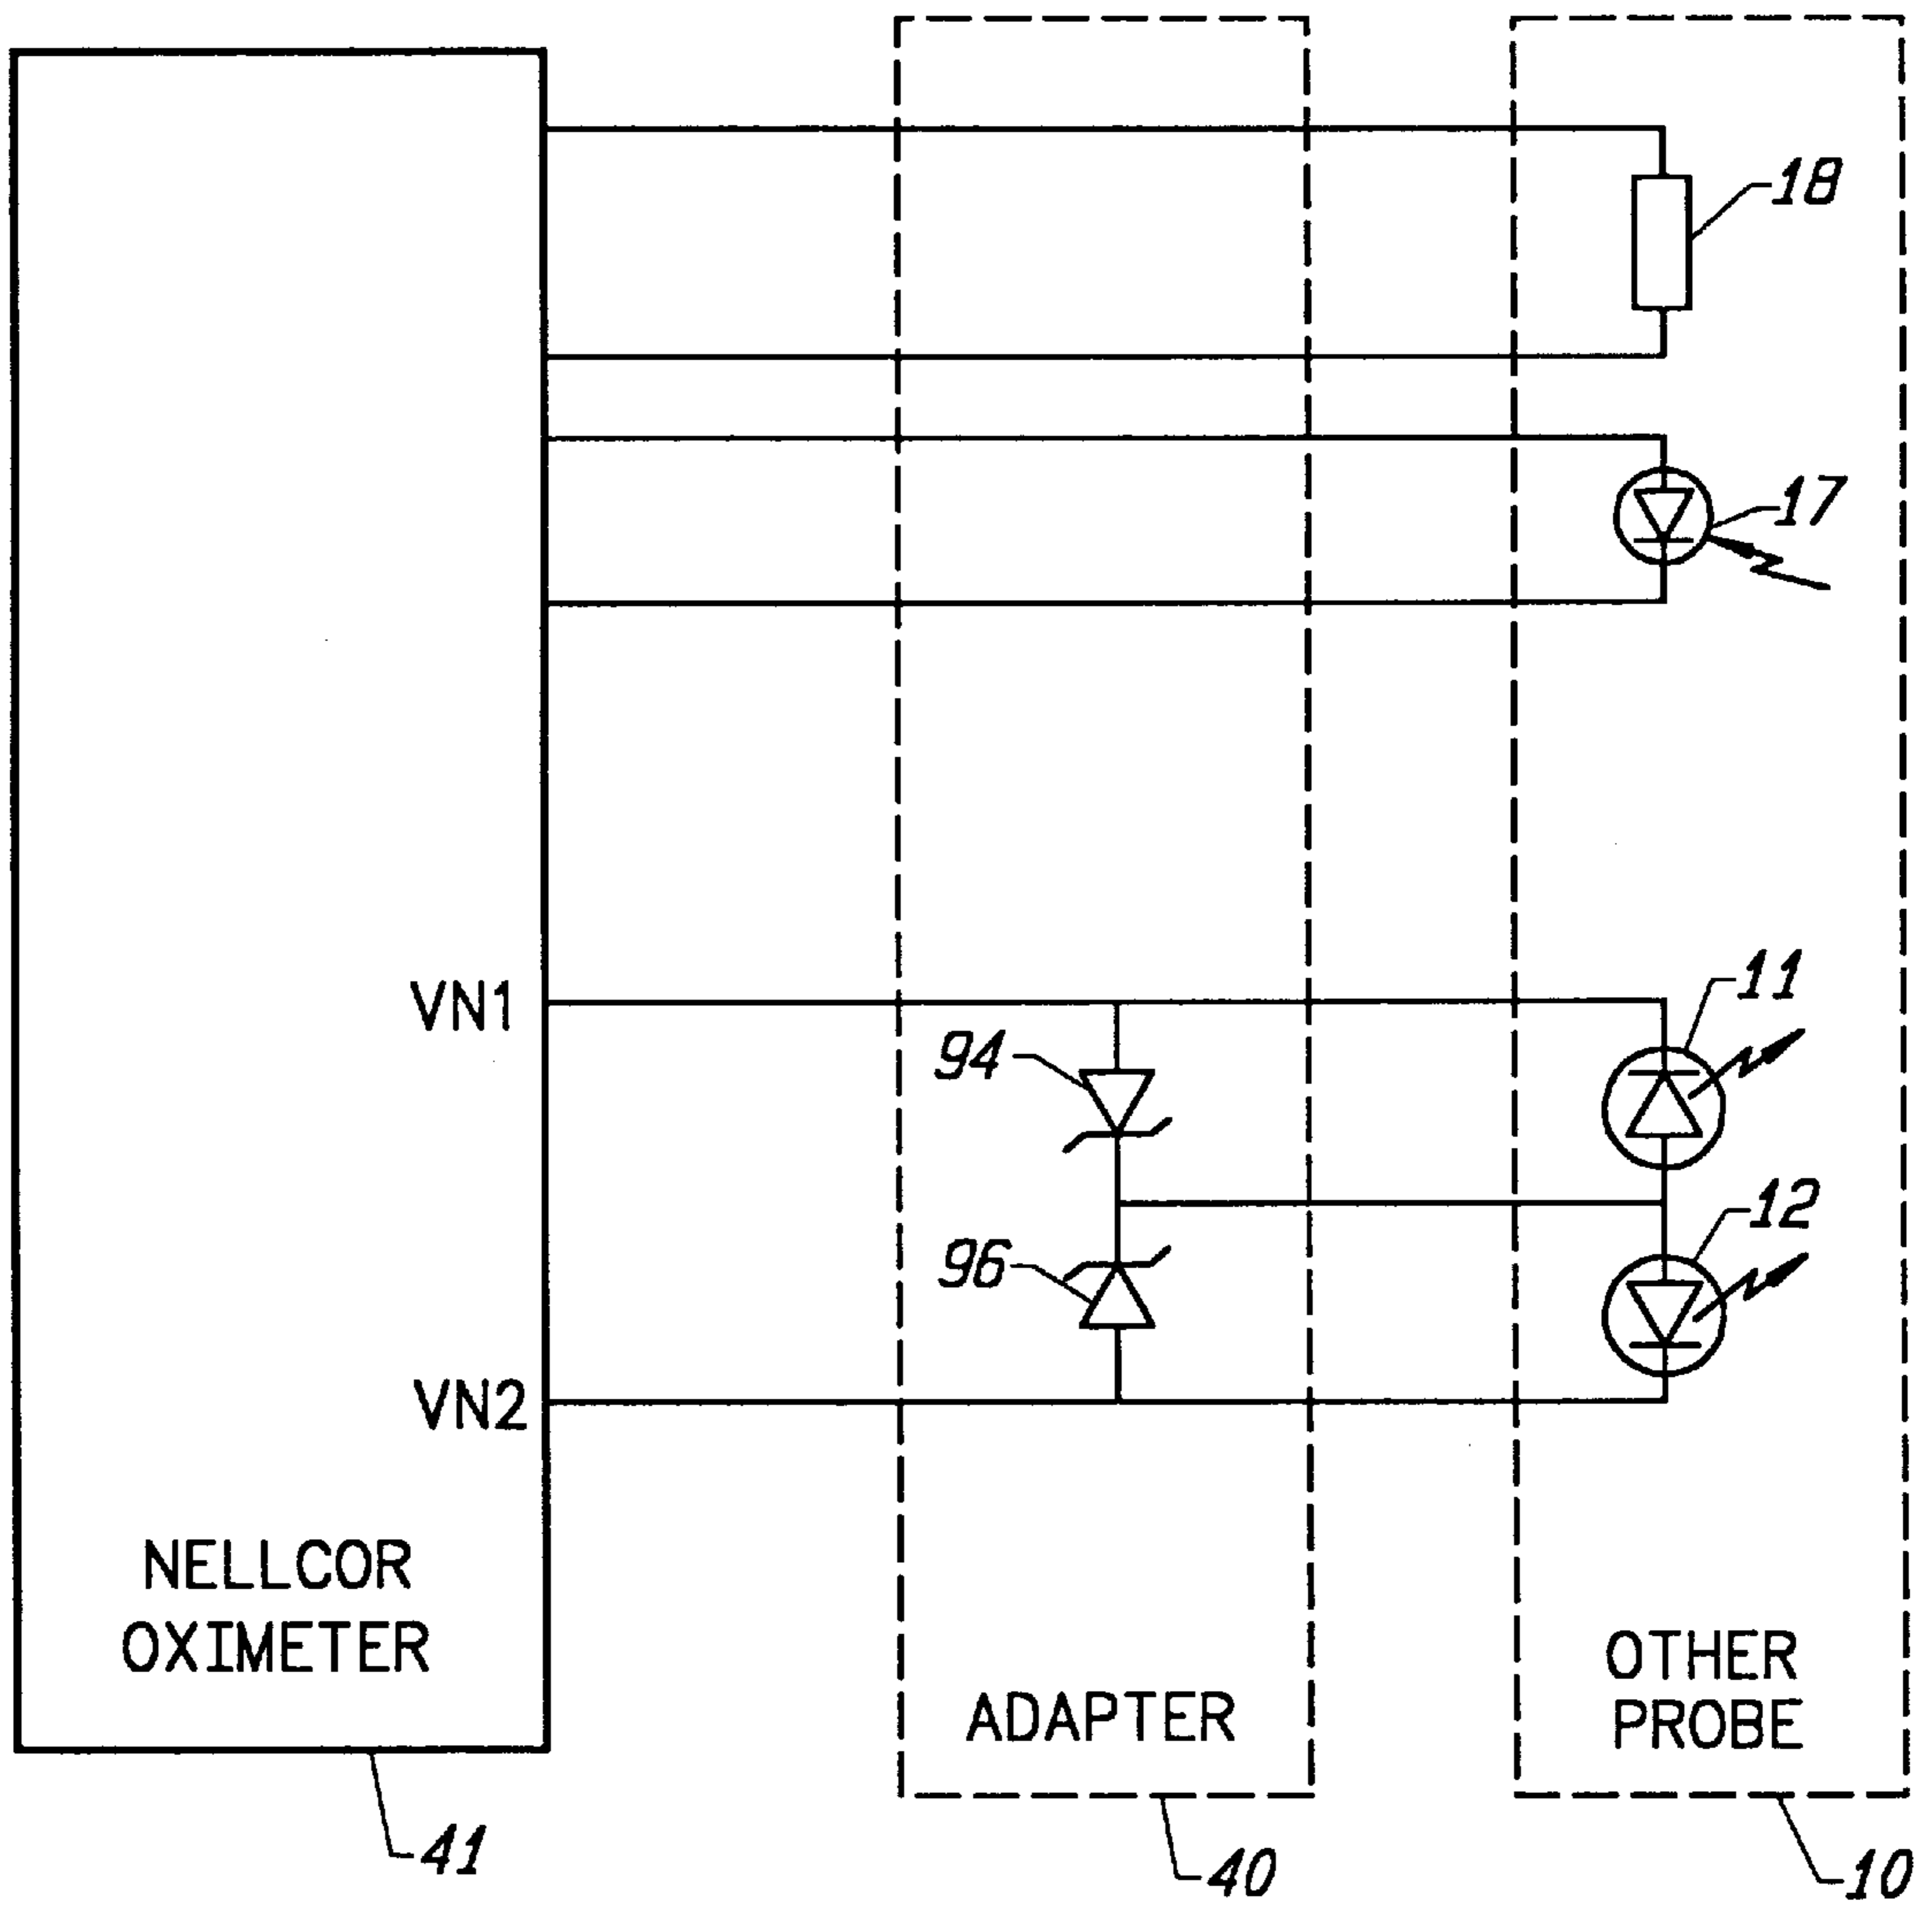 18
17
VN1
11
94
12
96
VN2
NELLCOR
OXIMETER
OTHER
PROBE
ADAPTER
41
40
10